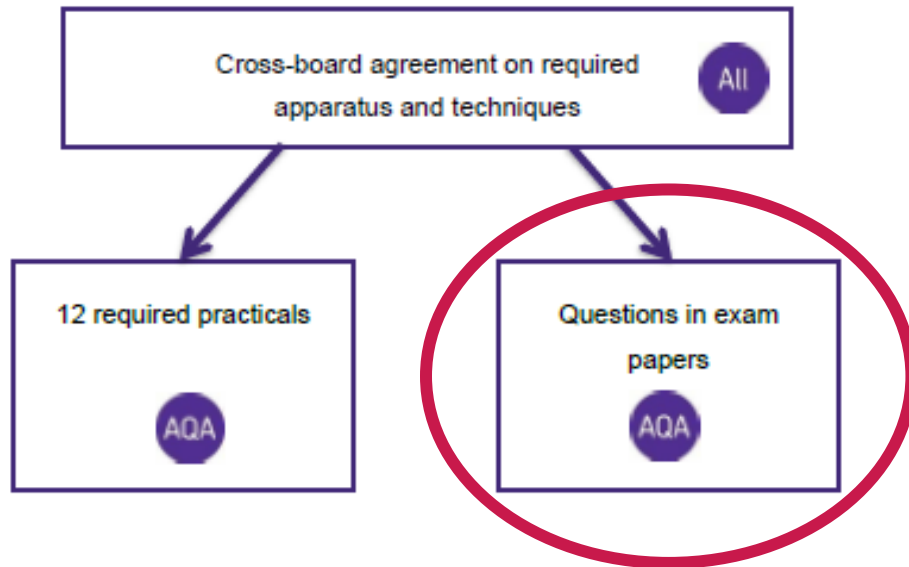 Cross-board agreement on required
apparatus and techniques
All
12 required practicals
AQA
Questions in exam
papers
AQA